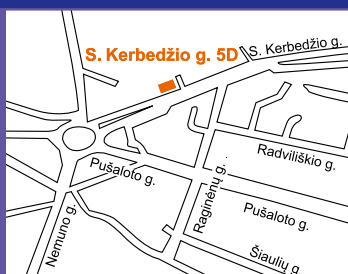 S. Kerbedžio g. 5D
S. Kerbedžio g.
Radviliškio g.
Pušaloto g.
Raginėnų g.
Pušaloto g.
Nemuno g.
Šiaulių g.